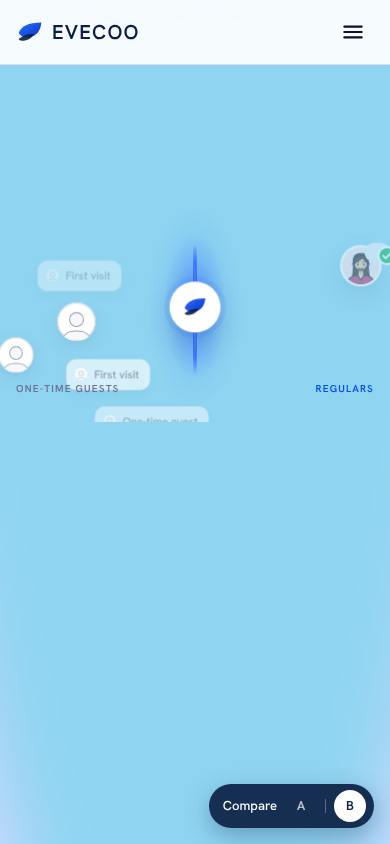 EVECOO
First visit
First visit
ONE-TIME GUESTS
REGULARS
One-time guest
Compare A B